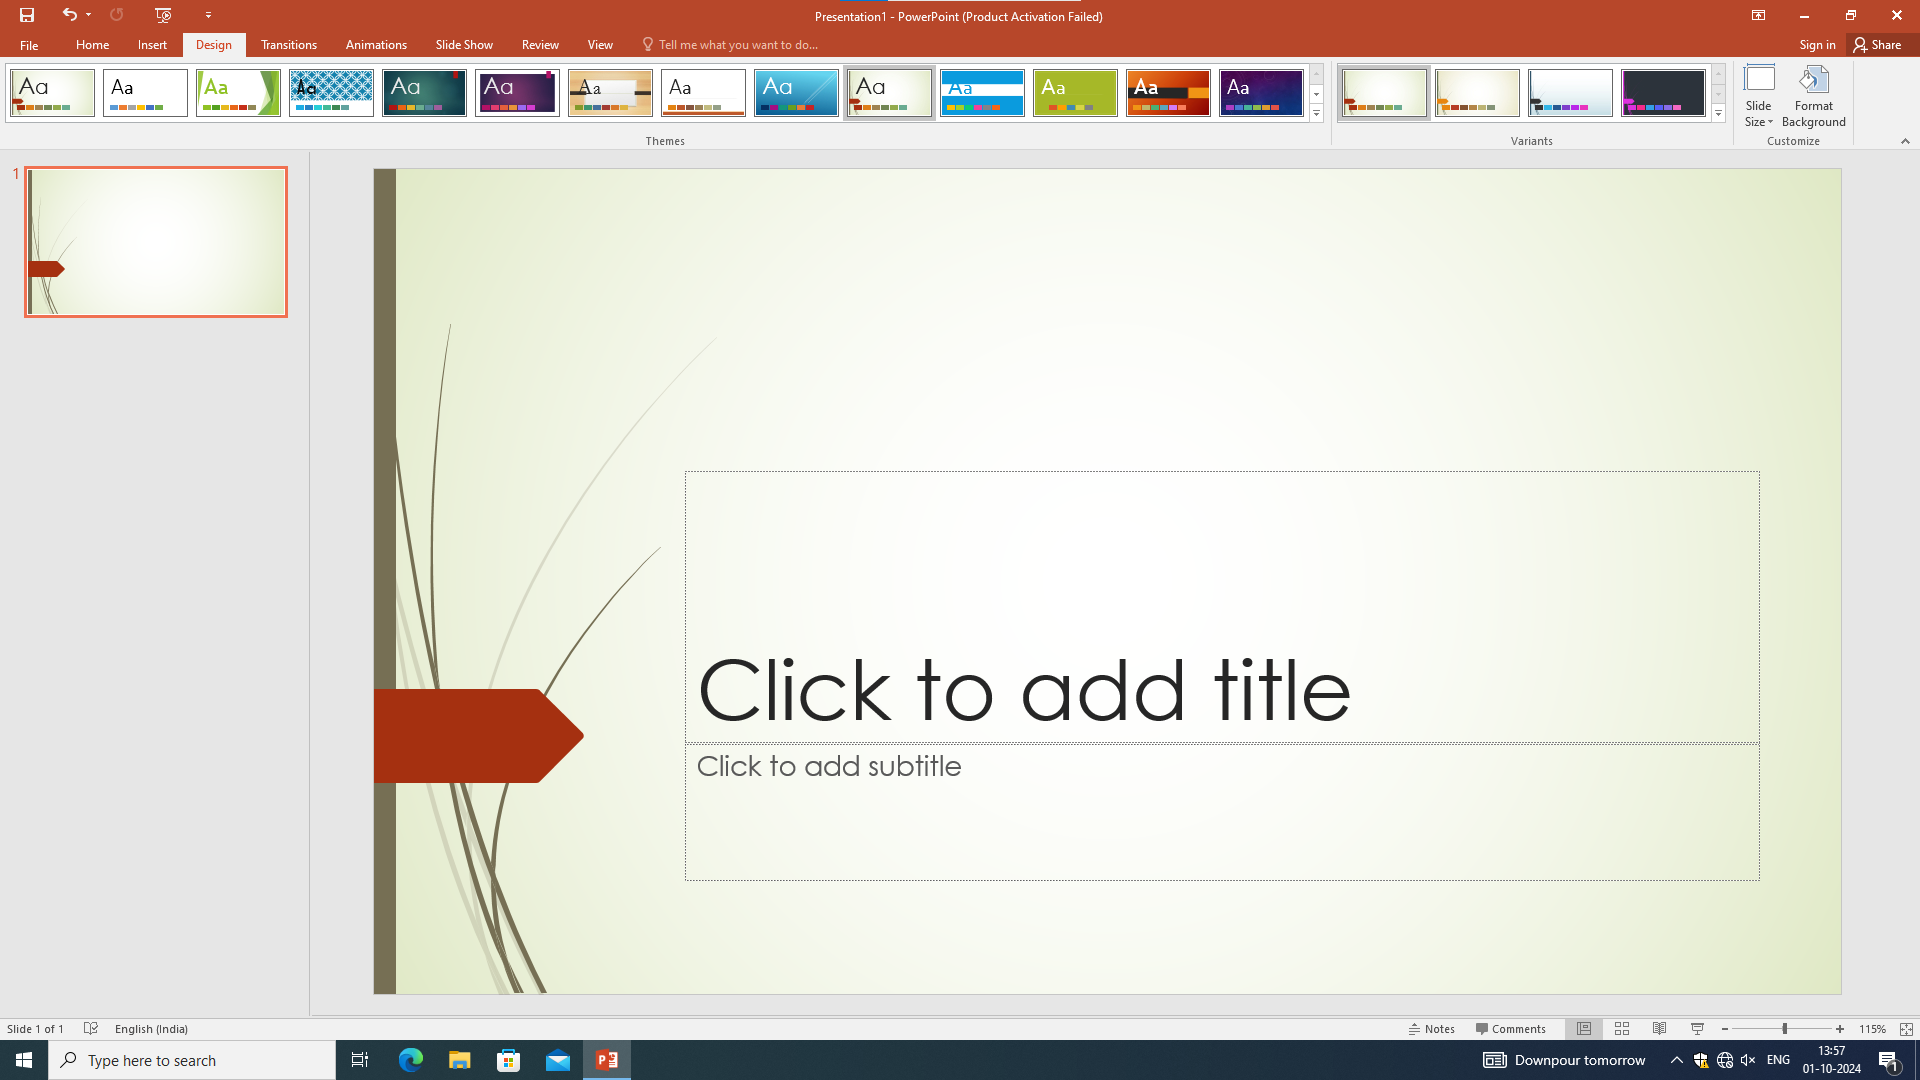 Presentation1 - PowerPoint (Product Activation Failed)
File Home Insert Design Transitions Animations Slide Show Review View Tell me what you want to do... Sign in Share
Aa Aa Aa Aa Aa Aa Aa Aa Aa Aa Aa Aa Aa Aa
Slide Size Format Background
Themes Variants Customize
1
Click to add title
Click to add subtitle
Slide 1 of 1 English (India) Notes Comments 115%
Type here to search Downpour tomorrow ENG 13:57 1
01-10-2024